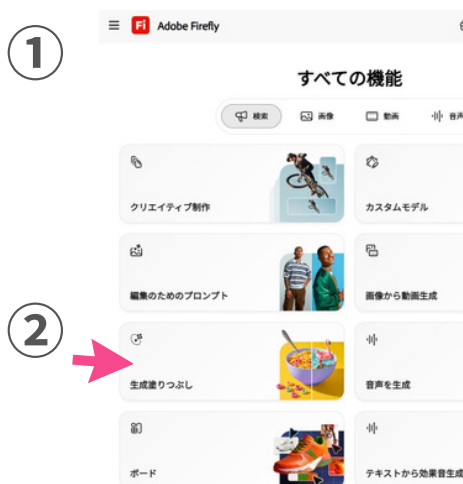 ①
Fi Adobe Firefly
すべての機能
検索 画像 動画 音声
クリエイティブ制作 カスタムモデル
編集のためのプロンプト 画像から動画生成
②
生成塗りつぶし 音声を生成
ボード テキストから効果音生成